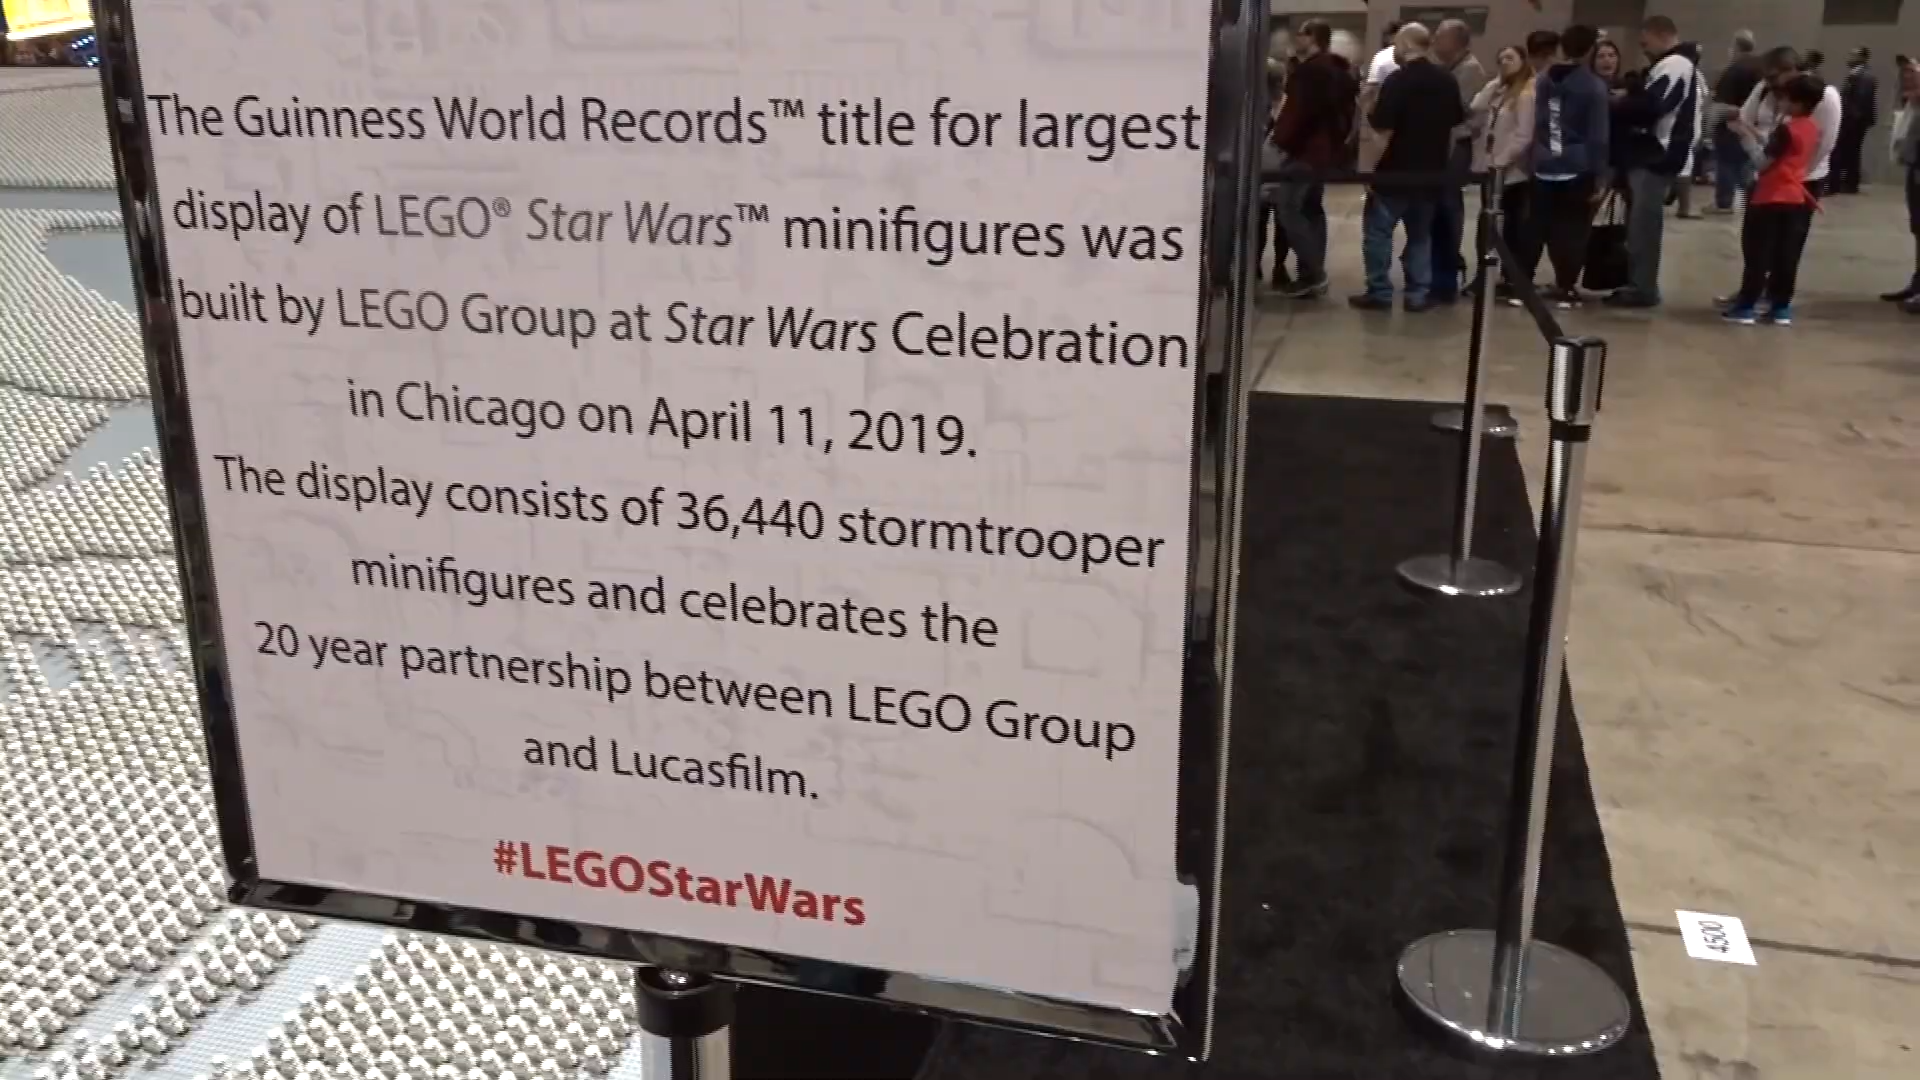 The Guinness World Records™ title for largest
display of LEGO® Star Wars™ minifigures was
built by LEGO Group at Star Wars Celebration
in Chicago on April 11, 2019.
The display consists of 36,440 stormtrooper
minifigures and celebrates the
20 year partnership between LEGO Group
and Lucasfilm.
#LEGOStarWars
4500